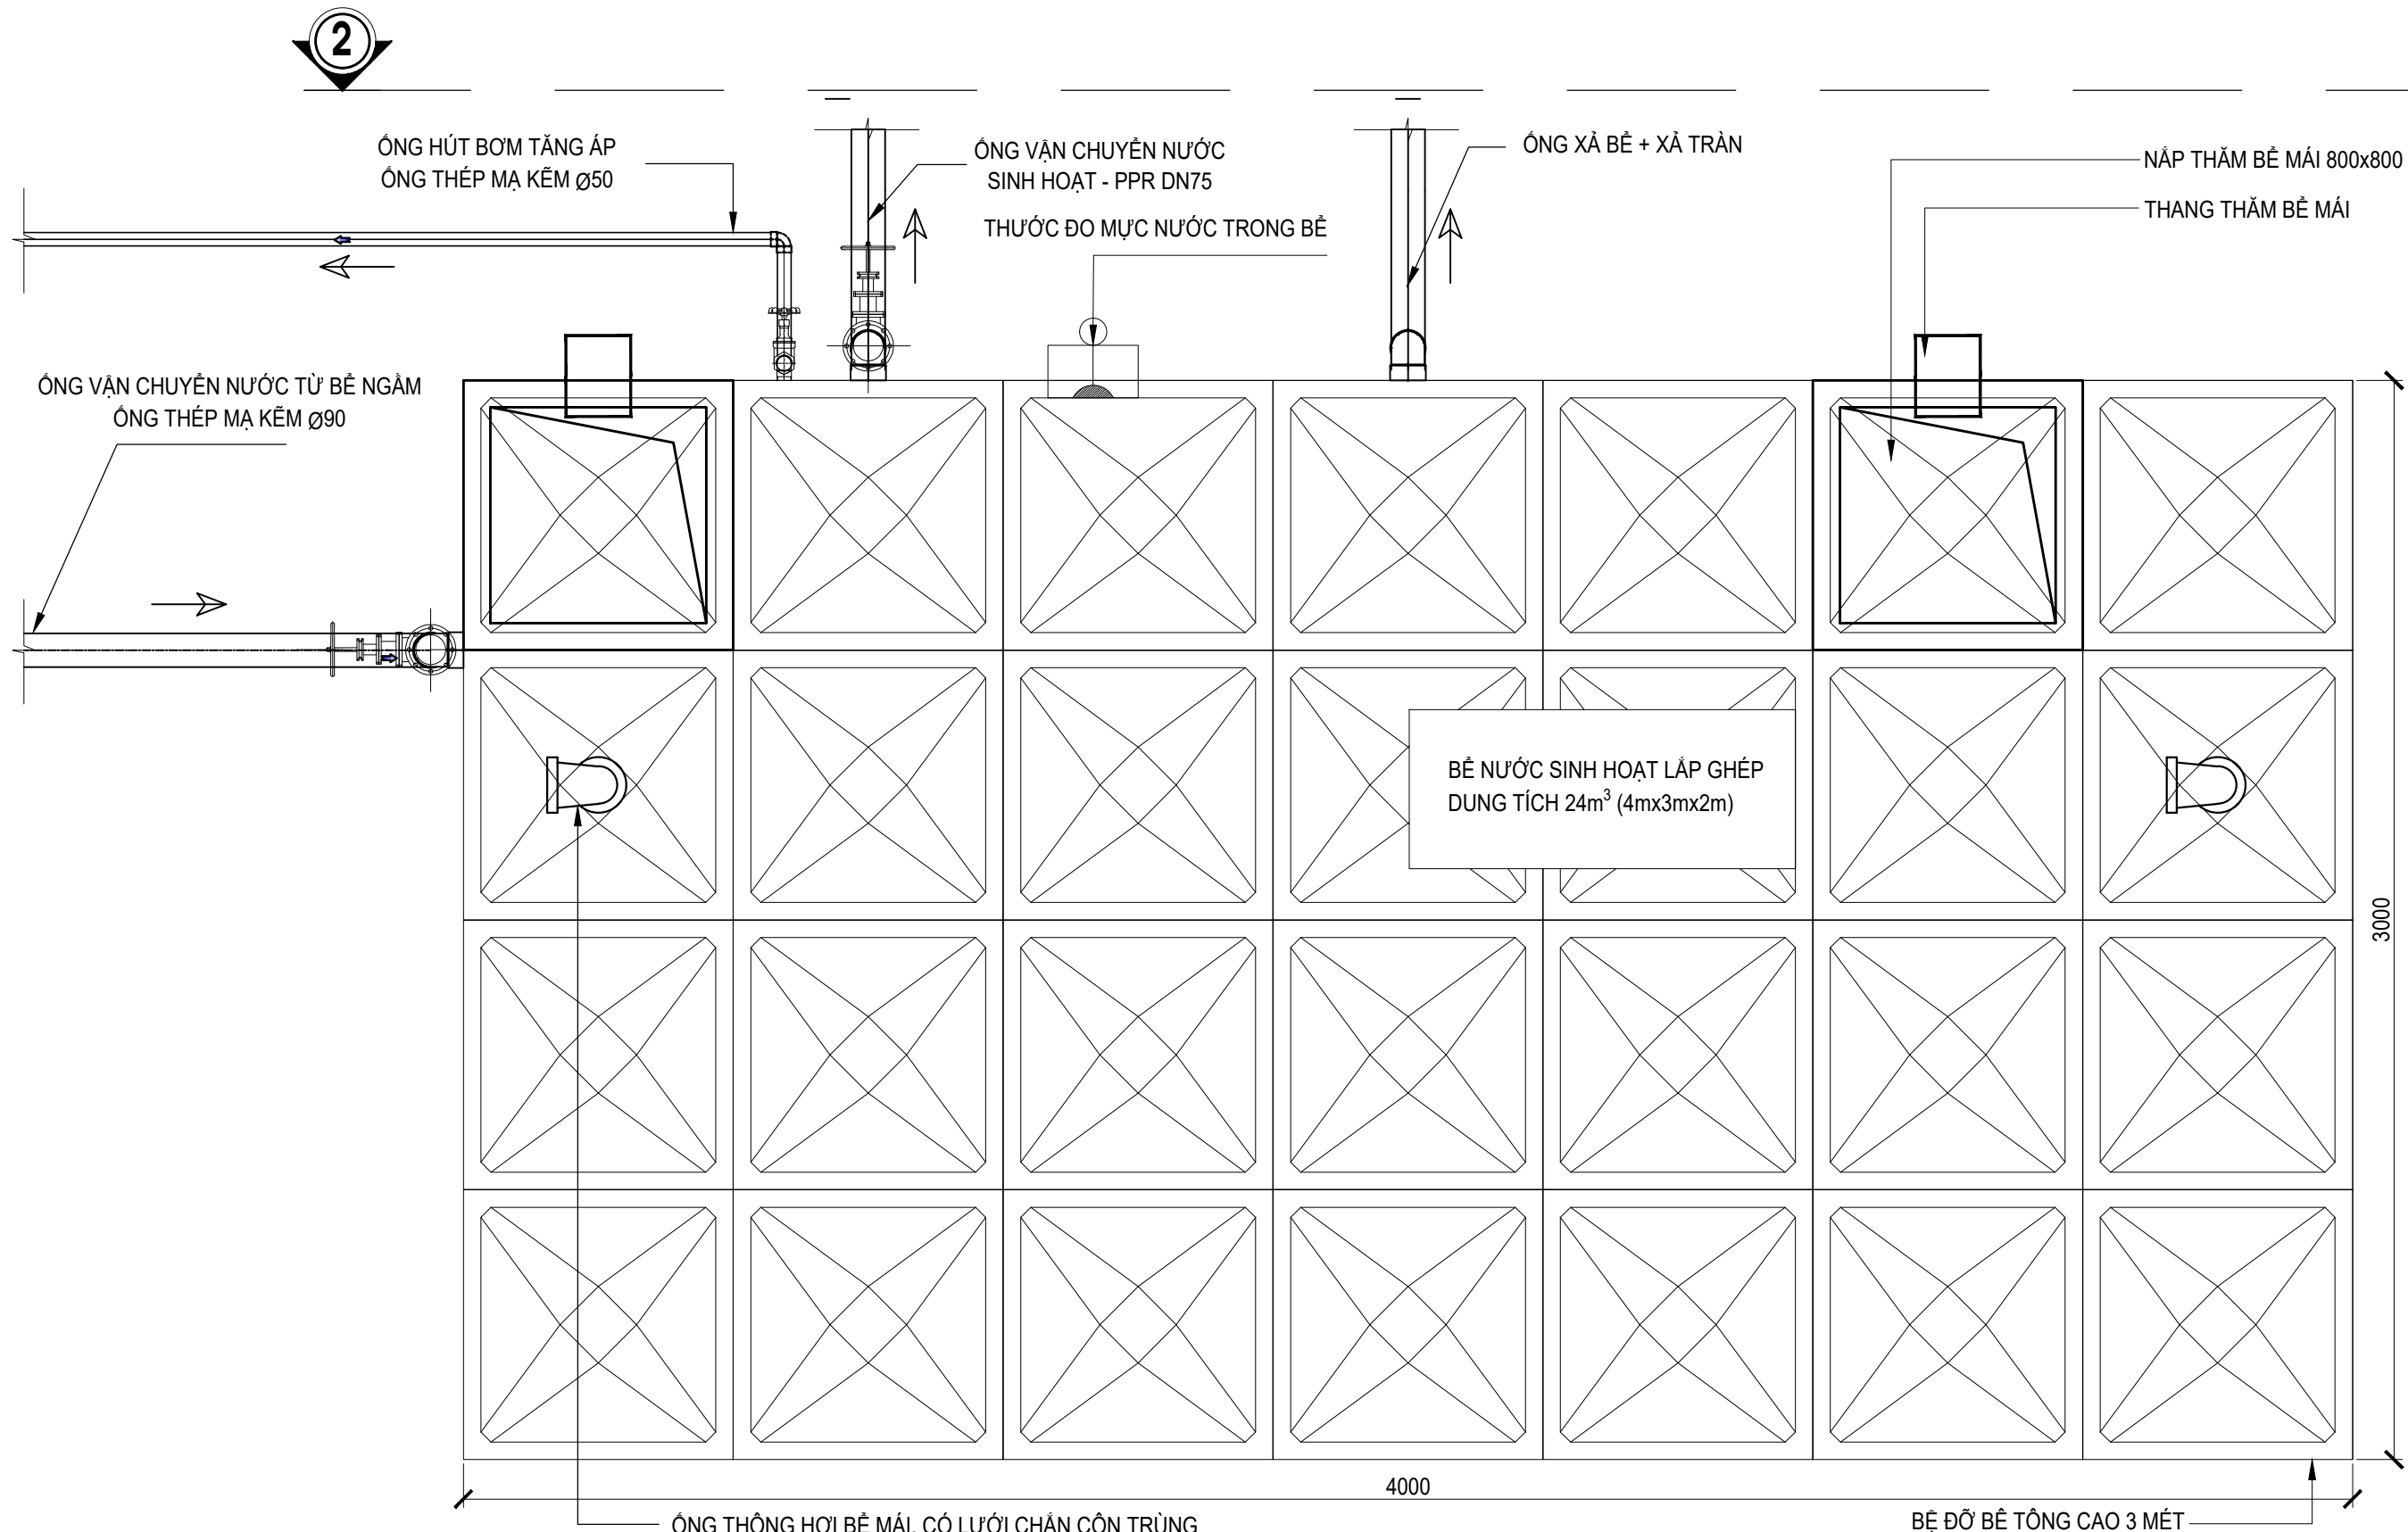 2
ỐNG HÚT BƠM TĂNG ÁP
ỐNG THÉP MẠ KẼM Ø50
ỐNG VẬN CHUYỂN NƯỚC
SINH HOẠT - PPR DN75
THƯỚC ĐO MỰC NƯỚC TRONG BỂ
ỐNG XẢ BỂ + XẢ TRÀN
NẮP THĂM BỂ MÁI 800x800
THANG THĂM BỂ MÁI
ỐNG VẬN CHUYỂN NƯỚC TỪ BỂ NGẦM
ỐNG THÉP MẠ KẼM Ø90
BỂ NƯỚC SINH HOẠT LẮP GHÉP
DUNG TÍCH 24m³ (4mx3mx2m)
3000
4000
ỐNG THÔNG HƠI BỂ MÁI, CÓ LƯỚI CHẮN CÔN TRÙNG
BỆ ĐỠ BÊ TÔNG CAO 3 MÉT